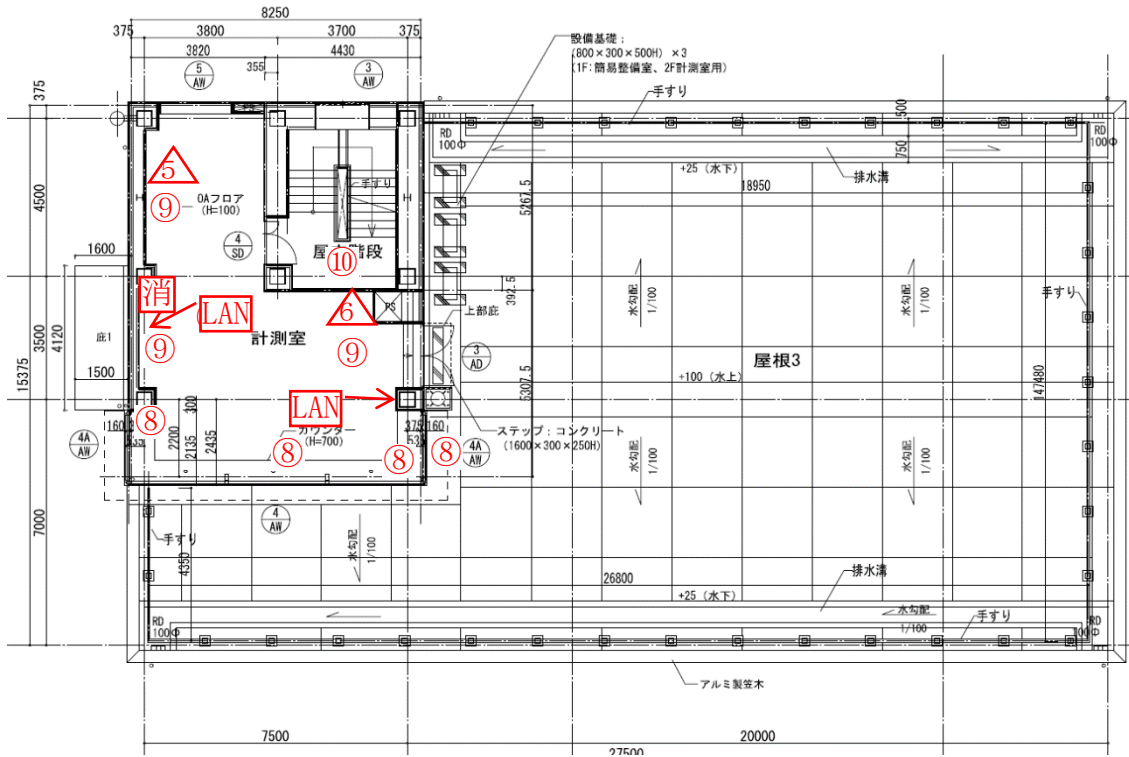 8250
375
3800
3700
375
3820
4430
355
5
AW
3
AW
設備基礎:
(800×300×500H) ×3
(1F:簡易整備室、2F計測室用)
手すり
375
500
RD
100Φ
RD
100Φ
750
+25 (水下)
排水溝
18950
5
手すり
4500
⑨
OAフロア
(H=100)
H
H
5267.5
4
SD
屋
階段
⑩
1600
消
LAN
6
PS
392.5
上部庇
水勾配
1/100
水勾配
1/100
手すり
15375
3500
4120
庇1
⑨
計測室
⑨
3
AD
屋根3
5307.5
1500
LAN
+100 (水上)
147480
300
⑧
160
375
160
535
4A
AW
2200
2135
2435
カウンター
(H=700)
⑧
⑧
⑧
4A
AW
ステップ:コンクリート
(1600×300×250H)
水勾配
1/100
水勾配
1/100
4
AW
7000
手すり
4350
水勾配
1/100
26800
排水溝
+25 (水下)
RD
100Φ
水勾配
1/100
手すり
RD
100Φ
アルミ製笠木
7500
20000
27500